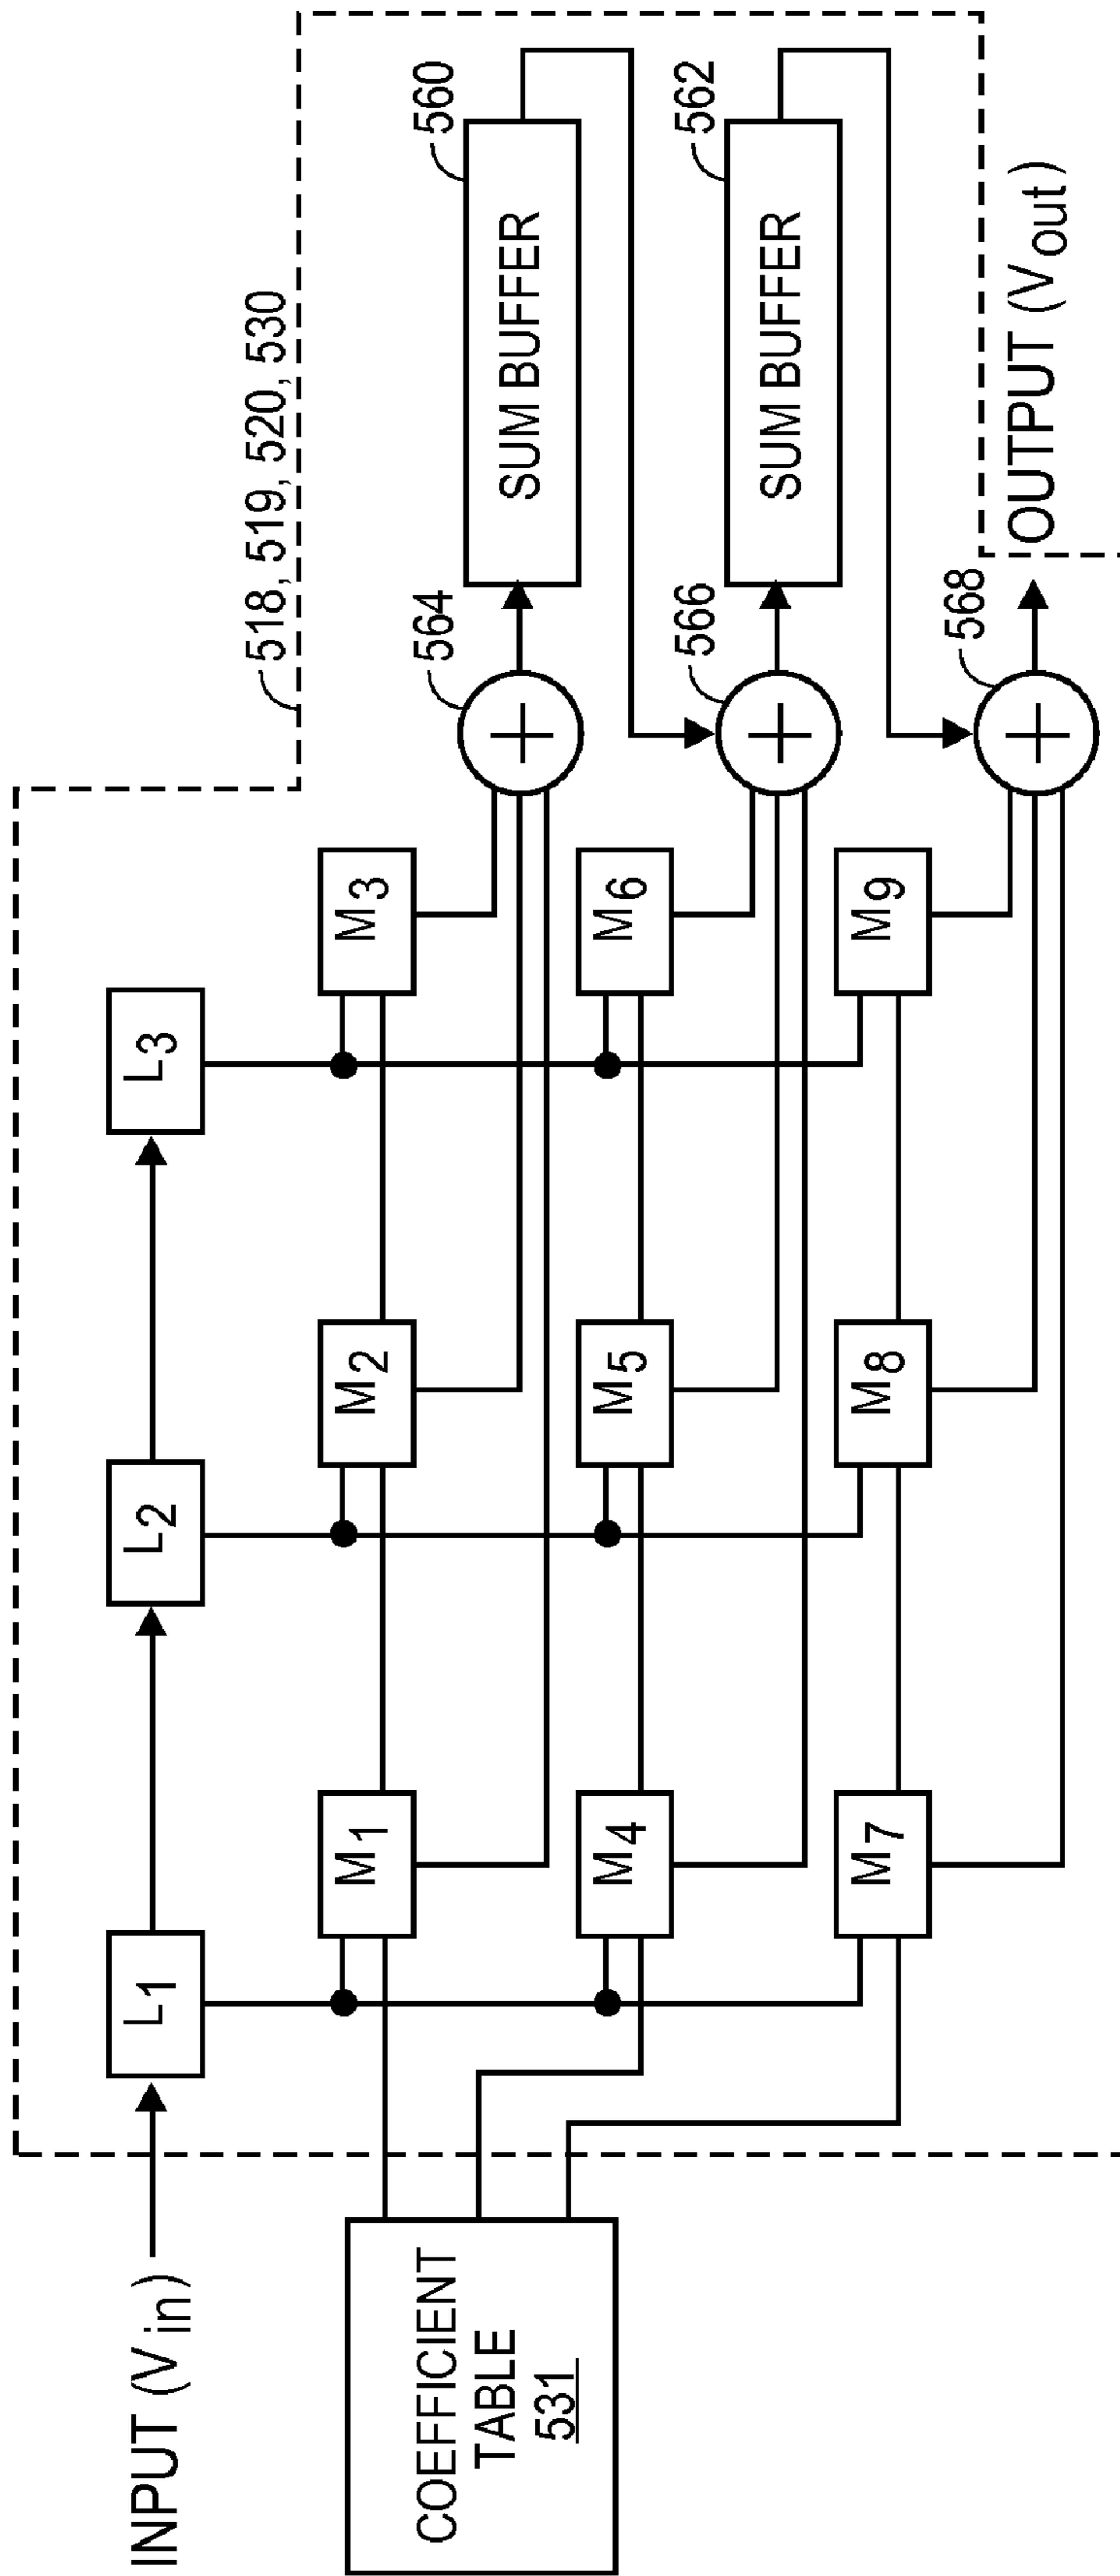 518, 519, 520, 530
INPUT (Vin)
L1
L2
L3
COEFFICIENT
TABLE
531
M1
M2
M3
564
SUM BUFFER
560
M4
M5
M6
566
SUM BUFFER
562
M7
M8
M9
568
OUTPUT (Vout)